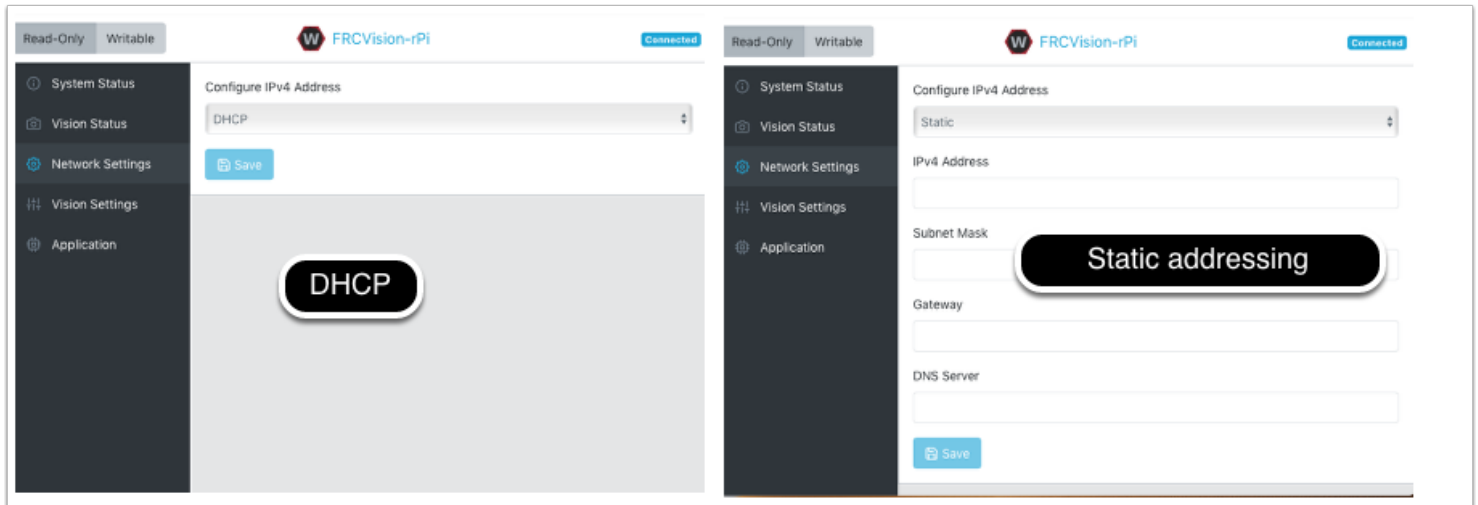 Read-Only Writable
W FRCVision-rPi
Connected
System Status
Vision Status
Network Settings
Vision Settings
Application
Configure IPv4 Address
DHCP
Save
DHCP
Read-Only Writable
W FRCVision-rPi
Connected
System Status
Vision Status
Network Settings
Vision Settings
Application
Configure IPv4 Address
Static
IPv4 Address
Subnet Mask
Static addressing
Gateway
DNS Server
Save